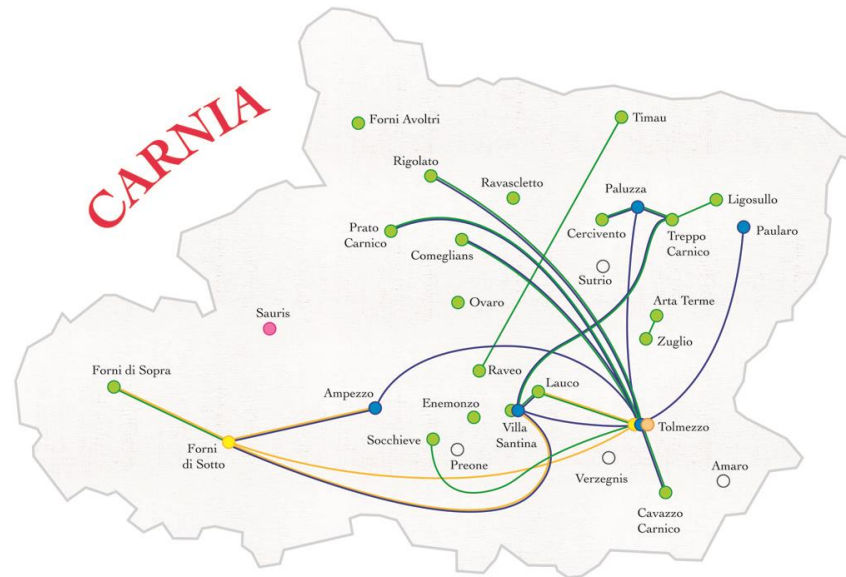 CARNIA
Forni Avoltri
Timau
Rigolato
Ravascletto
Paluzza
Ligosullo
Prato
Carnico
Comeglians
Cercivento
Treppo
Carnico
Paularo
Sutrio
Sauris
Ovaro
Arta Terme
Zuglio
Forni di Sopra
Raveo
Ampezzo
Enemonzo
Lauco
Villa
Santina
Tolmezzo
Forni
di Sotto
Socchieve
Preone
Verzegnis
Amaro
Cavazzo
Carnico